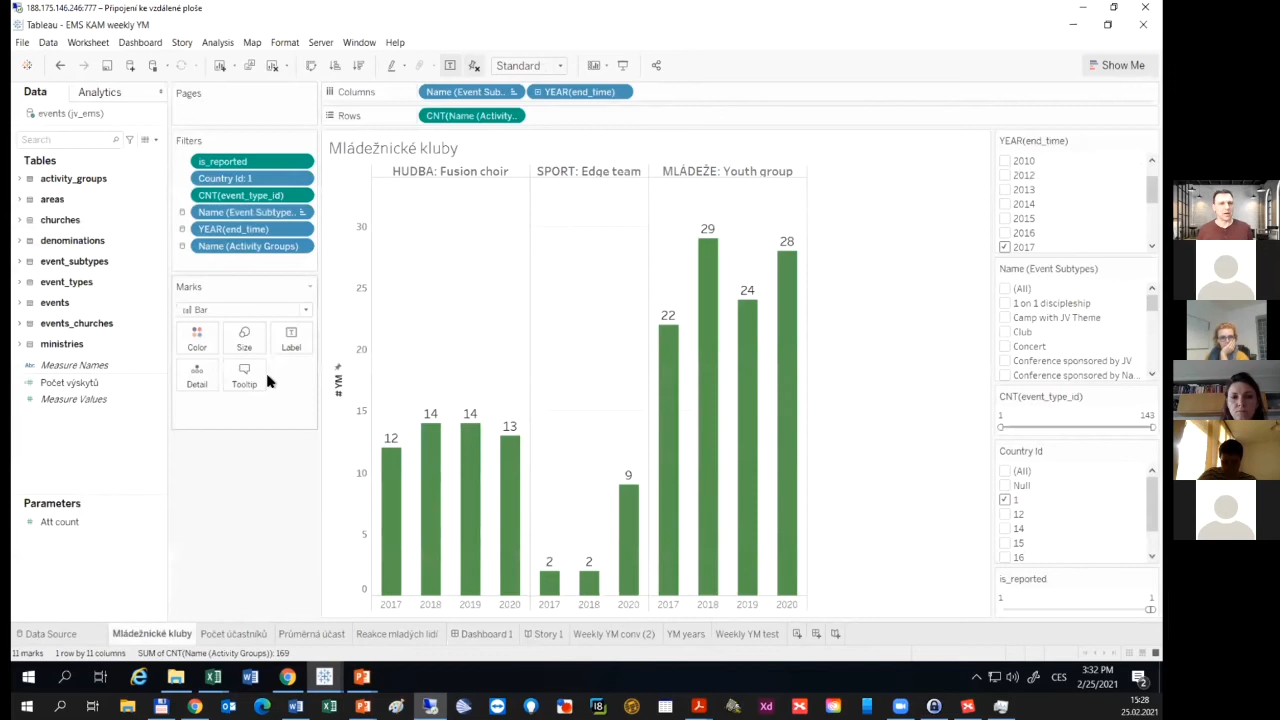 188.175.146.246:777 – Připojení ke vzdálené ploše
Tableau - EMS KAM weekly YM
File Data Worksheet Dashboard Story Analysis Map Format Server Window Help
Standard
Show Me
Data Analytics
events (jv_ems)
Search
Tables
activity_groups
areas
churches
denominations
event_subtypes
event_types
events
events_churches
ministries
Abc Measure Names
Počet výskytů
Measure Values
Parameters
Att count
Pages
Filters
is_reported
Country Id: 1
CNT(event_type_id)
Name (Event Subtype..
YEAR(end_time)
Name (Activity Groups)
Marks
Bar
Color Size Label
Detail Tooltip
Columns Name (Event Sub.. YEAR(end_time)
Rows CNT(Name (Activity..
Mládežnické kluby
HUDBA: Fusion choir SPORT: Edge team MLÁDEŽE: Youth group
# YM
30
25
20
15
10
5
0
12 14 14 13 2 2 9 22 29 24 28
2017 2018 2019 2020 2017 2018 2020 2017 2018 2019 2020
YEAR(end_time)
2010
2012
2013
2014
2015
2016
2017
Name (Event Subtypes)
(All)
1 on 1 discipleship
Camp with JV Theme
Club
Concert
Conference sponsored by JV
Conference sponsored by Na...
CNT(event_type_id)
1 143
Country Id
(All)
Null
1
12
14
15
16
is_reported
1 1
Data Source Mládežnické kluby Počet účastníků Průměrná účast Reakce mladých lidí Dashboard 1 Story 1 Weekly YM conv (2) YM years Weekly YM test
11 marks 1 row by 11 columns SUM of CNT(Name (Activity Groups)): 169
CES
3:32 PM
2/25/2021
2
15:28
25.02.2021